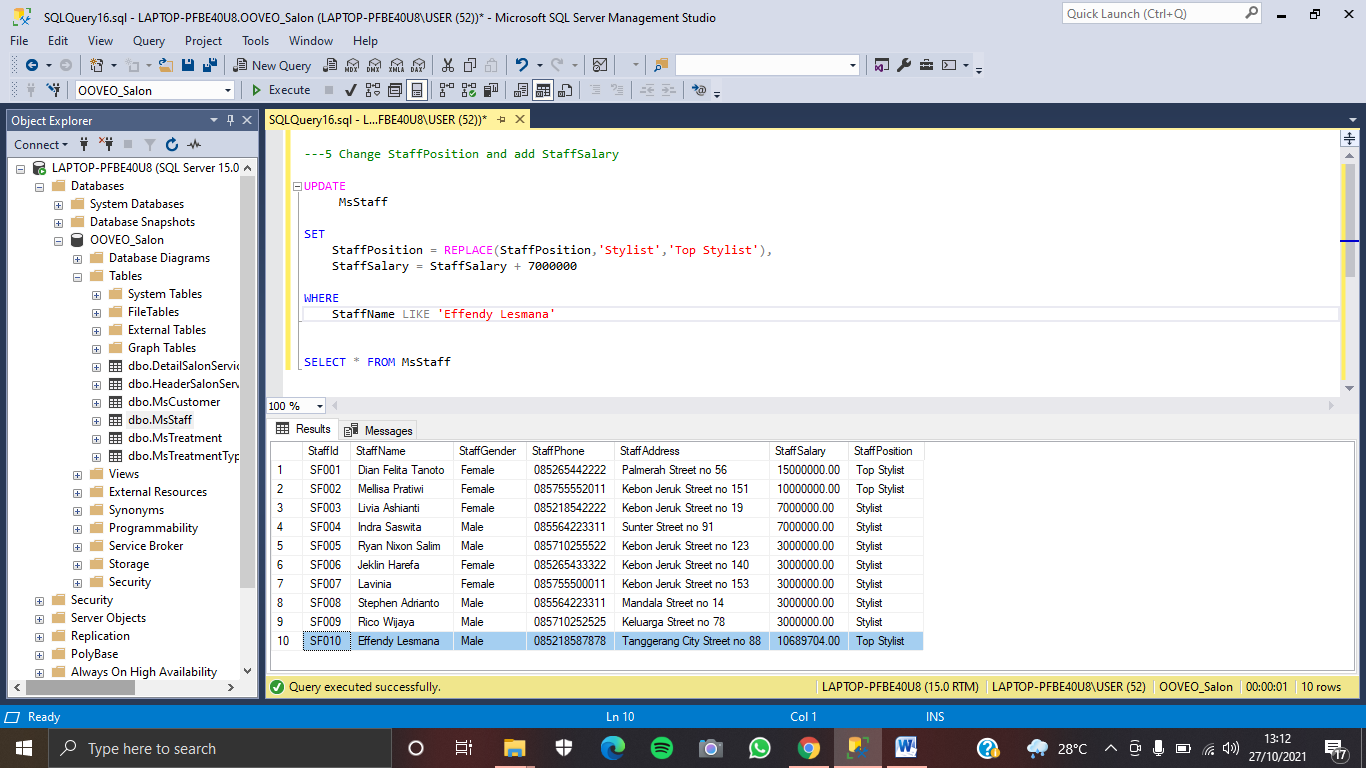 SQLQuery16.sql - LAPTOP-PFBE40U8.OOVEO_Salon (LAPTOP-PFBE40U8\USER (52))* - Microsoft SQL Server Management Studio
Quick Launch (Ctrl+Q)
File Edit View Query Project Tools Window Help
New Query MDX DMX XMLA DAX
OOVEO_Salon Execute
Object Explorer
Connect
LAPTOP-PFBE40U8 (SQL Server 15.0
Databases
System Databases
Database Snapshots
OOVEO_Salon
Database Diagrams
Tables
System Tables
FileTables
External Tables
Graph Tables
dbo.DetailSalonServic
dbo.HeaderSalonServ
dbo.MsCustomer
dbo.MsStaff
dbo.MsTreatment
dbo.MsTreatmentTyp
Views
External Resources
Synonyms
Programmability
Service Broker
Storage
Security
Security
Server Objects
Replication
PolyBase
Always On High Availability
SQLQuery16.sql - L...FBE40U8\USER (52))*
---5 Change StaffPosition and add StaffSalary
UPDATE
MsStaff
SET
StaffPosition = REPLACE(StaffPosition,'Stylist','Top Stylist'),
StaffSalary = StaffSalary + 7000000
WHERE
StaffName LIKE 'Effendy Lesmana'
SELECT * FROM MsStaff
100 %
Results Messages
StaffId StaffName StaffGender StaffPhone StaffAddress StaffSalary StaffPosition
1 SF001 Dian Felita Tanoto Female 085265442222 Palmerah Street no 56 15000000.00 Top Stylist
2 SF002 Mellisa Pratiwi Female 085755552011 Kebon Jeruk Street no 151 10000000.00 Top Stylist
3 SF003 Livia Ashianti Female 085218542222 Kebon Jeruk Street no 19 7000000.00 Stylist
4 SF004 Indra Saswita Male 085564223311 Sunter Street no 91 7000000.00 Stylist
5 SF005 Ryan Nixon Salim Male 085710255522 Kebon Jeruk Street no 123 3000000.00 Stylist
6 SF006 Jeklin Harefa Female 085265433322 Kebon Jeruk Street no 140 3000000.00 Stylist
7 SF007 Lavinia Female 085755500011 Kebon Jeruk Street no 153 3000000.00 Stylist
8 SF008 Stephen Adrianto Male 085564223311 Mandala Street no 14 3000000.00 Stylist
9 SF009 Rico Wijaya Male 085710252525 Keluarga Street no 78 3000000.00 Stylist
10 SF010 Effendy Lesmana Male 085218587878 Tanggerang City Street no 88 10689704.00 Top Stylist
Query executed successfully. LAPTOP-PFBE40U8 (15.0 RTM) LAPTOP-PFBE40U8\USER (52) OOVEO_Salon 00:00:01 10 rows
Ready Ln 10 Col 1 INS
Type here to search
28°C
13:12
27/10/2021
17